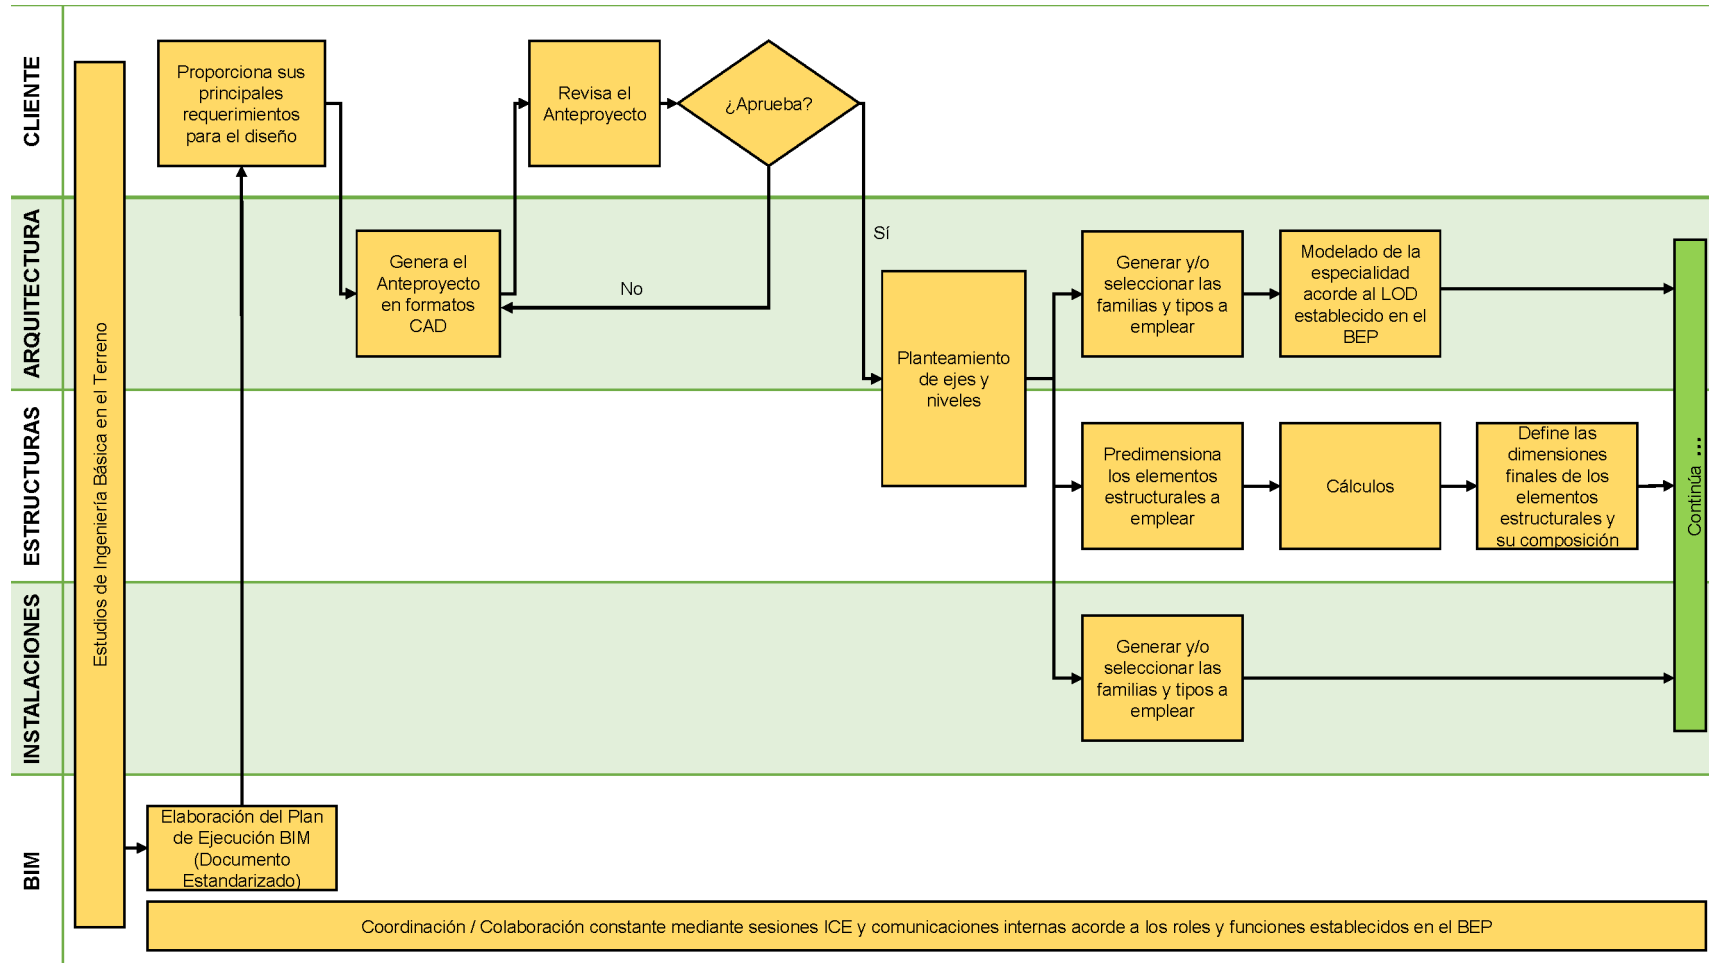 CLIENTE
Proporciona sus
principales
requerimientos
para el diseño
Revisa el
Anteproyecto
¿Aprueba?
ARQUITECTURA
Genera el
Anteproyecto
en formatos
CAD
No
Sí
Planteamiento
de ejes y
niveles
Generar y/o
seleccionar las
familias y tipos a
emplear
Modelado de la
especialidad
acorde al LOD
establecido en el
BEP
ESTRUCTURAS
Predimensiona
los elementos
estructurales a
emplear
Cálculos
Define las
dimensiones
finales de los
elementos
estructurales y
su composición
Continúa ...
INSTALACIONES
Generar y/o
seleccionar las
familias y tipos a
emplear
Estudios de Ingeniería Básica en el Terreno
BIM
Elaboración del Plan
de Ejecución BIM
(Documento
Estandarizado)
Coordinación / Colaboración constante mediante sesiones ICE y comunicaciones internas acorde a los roles y funciones establecidos en el BEP